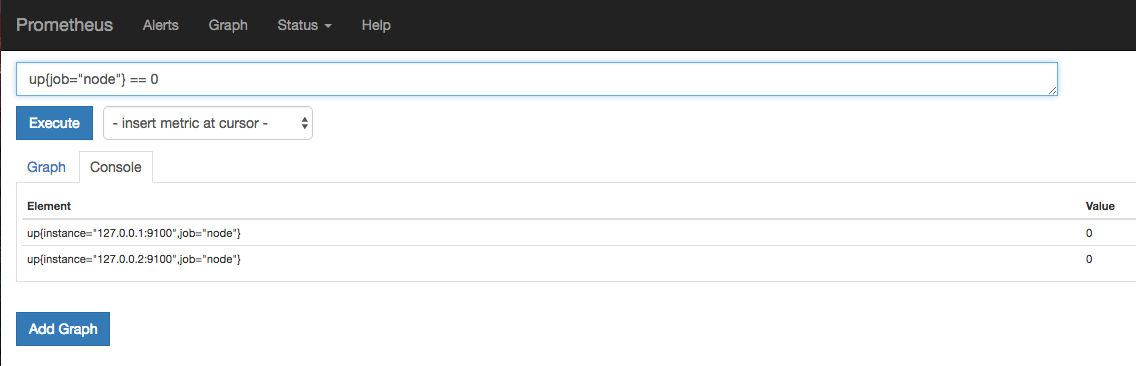 Prometheus Alerts Graph Status Help
up{job="node"} == 0
Execute - insert metric at cursor -
Graph Console
Element Value
up{instance="127.0.0.1:9100",job="node"} 0
up{instance="127.0.0.2:9100",job="node"} 0
Add Graph